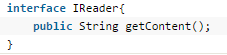 interface IReader{
    public String getContent();
}